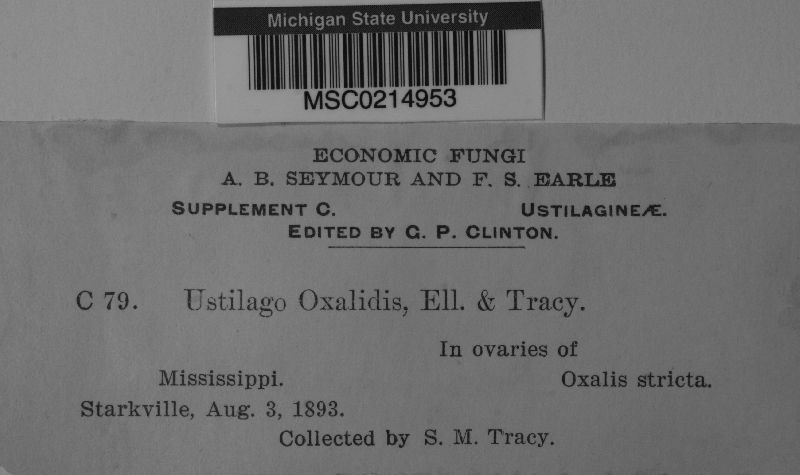 Michigan State University
MSC0214953
ECONOMIC FUNGI
A. B. SEYMOUR AND F. S. EARLE
SUPPLEMENT C. USTILAGINEÆ.
EDITED BY G. P. CLINTON.
C 79. Ustilago Oxalidis, Ell. & Tracy.
In ovaries of
Mississippi. Oxalis stricta.
Starkville, Aug. 3, 1893.
Collected by S. M. Tracy.